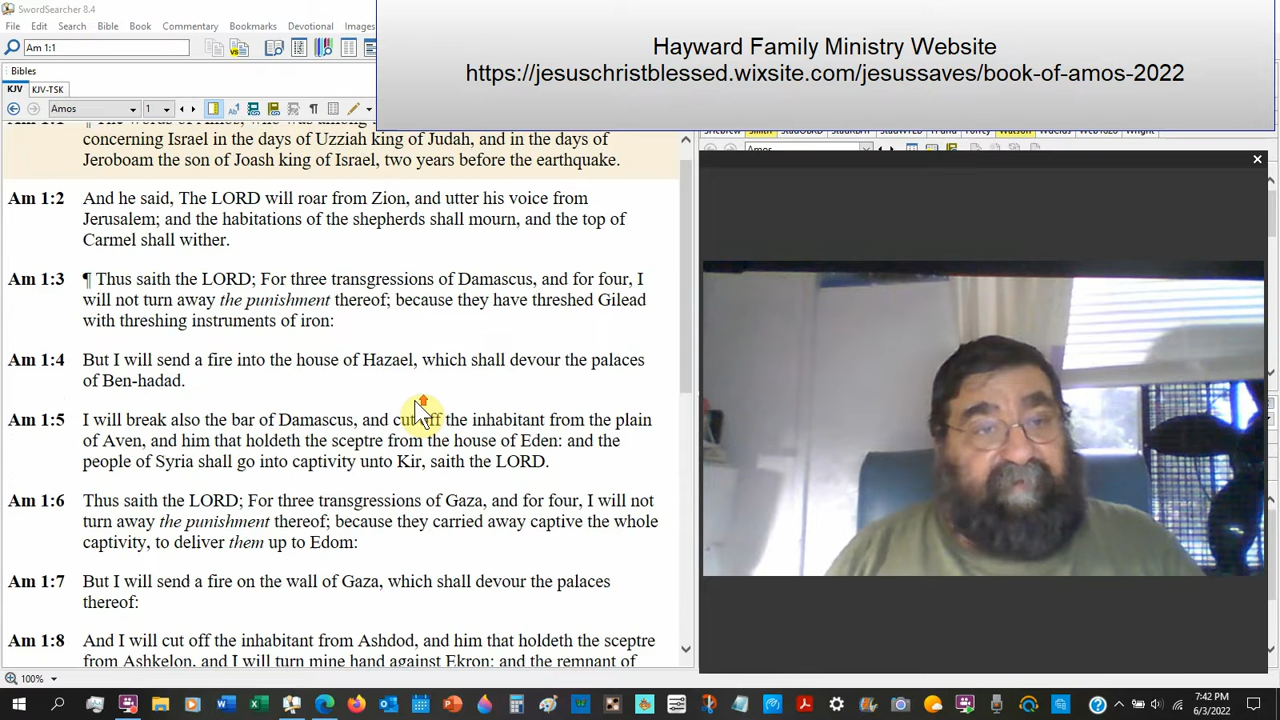 SwordSearcher 8.4
File Edit Search Bible Book Commentary Bookmarks Devotional Images
Am 1:1
Bibles
KJV KJV-TSK
Amos 1
concerning Israel in the days of Uzziah king of Judah, and in the days of
Jeroboam the son of Joash king of Israel, two years before the earthquake.
Am 1:2 And he said, The LORD will roar from Zion, and utter his voice from
Jerusalem; and the habitations of the shepherds shall mourn, and the top of
Carmel shall wither.
Am 1:3 ¶ Thus saith the LORD; For three transgressions of Damascus, and for four, I
will not turn away the punishment thereof; because they have threshed Gilead
with threshing instruments of iron:
Am 1:4 But I will send a fire into the house of Hazael, which shall devour the palaces
of Ben-hadad.
Am 1:5 I will break also the bar of Damascus, and cut off the inhabitant from the plain
of Aven, and him that holdeth the sceptre from the house of Eden: and the
people of Syria shall go into captivity unto Kir, saith the LORD.
Am 1:6 Thus saith the LORD; For three transgressions of Gaza, and for four, I will not
turn away the punishment thereof; because they carried away captive the whole
captivity, to deliver them up to Edom:
Am 1:7 But I will send a fire on the wall of Gaza, which shall devour the palaces
thereof:
Am 1:8 And I will cut off the inhabitant from Ashdod, and him that holdeth the sceptre
from Ashkelon, and I will turn mine hand against Ekron: and the remnant of
100%
Hayward Family Ministry Website
https://jesuschristblessed.wixsite.com/jesussaves/book-of-amos-2022
Amos
7:42 PM
6/3/2022